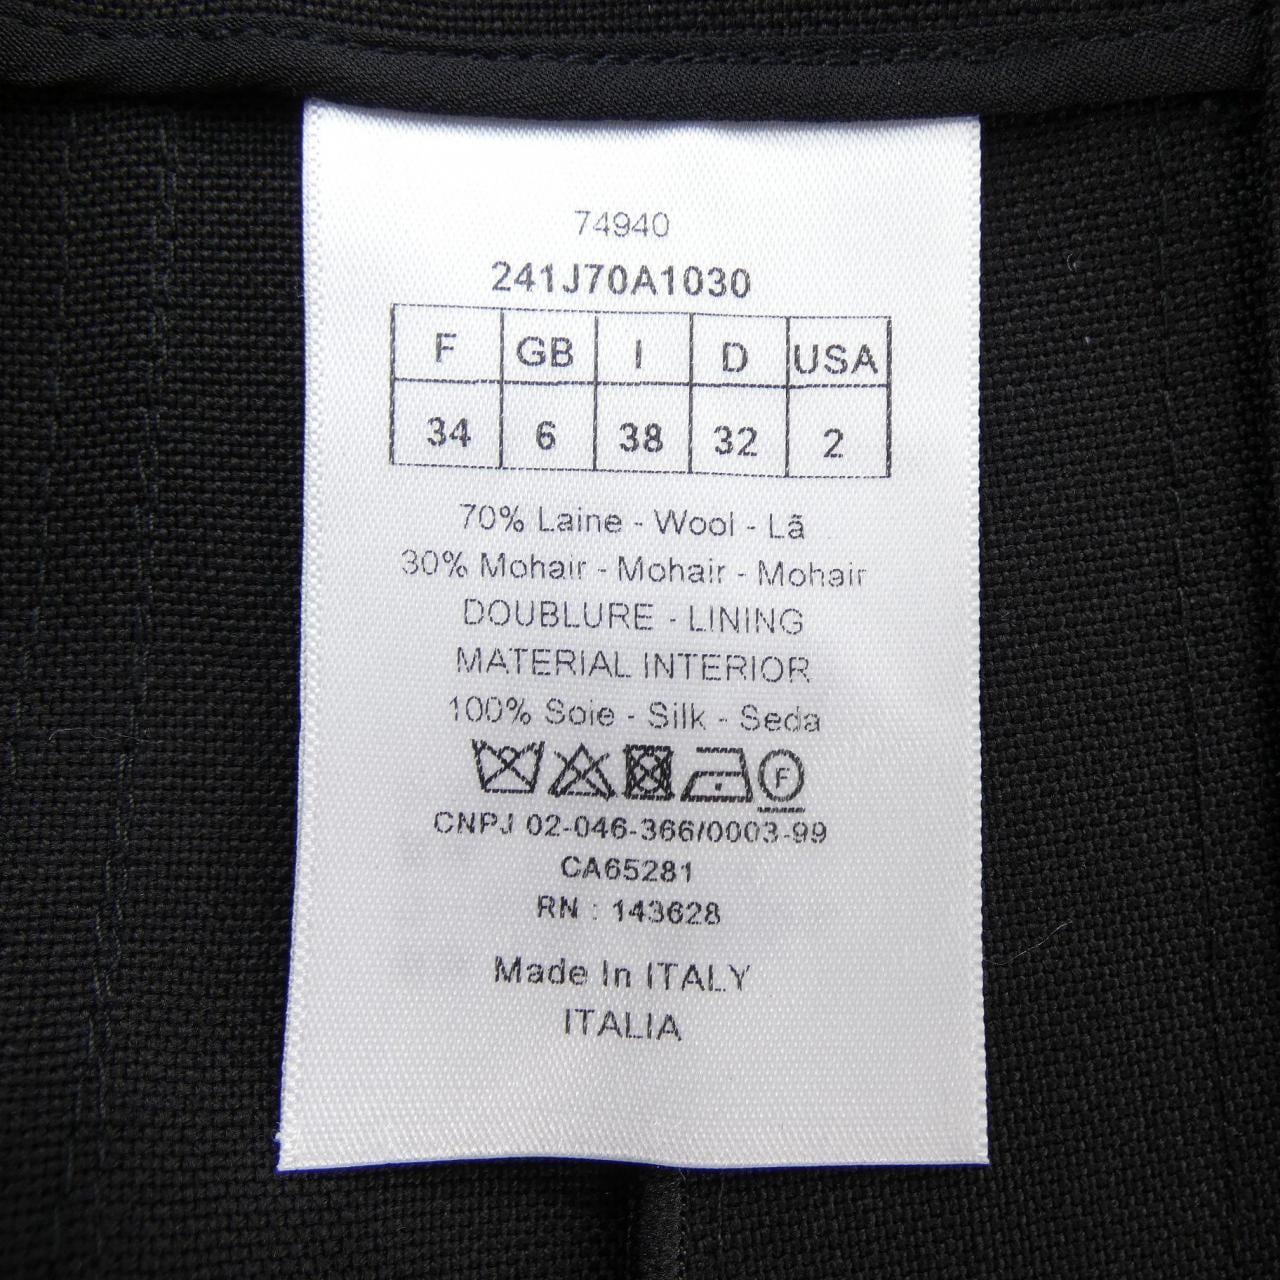 74940
241J70A1030
F GB I D USA
34 6 38 32 2
70% Laine - Wool - Lã
30% Mohair - Mohair - Mohair
DOUBLURE - LINING
MATERIAL INTERIOR
100% Soie - Silk - Seda
F
CNPJ 02-046-366/0003-99
CA65281
RN : 143628
Made In ITALY
ITALIA